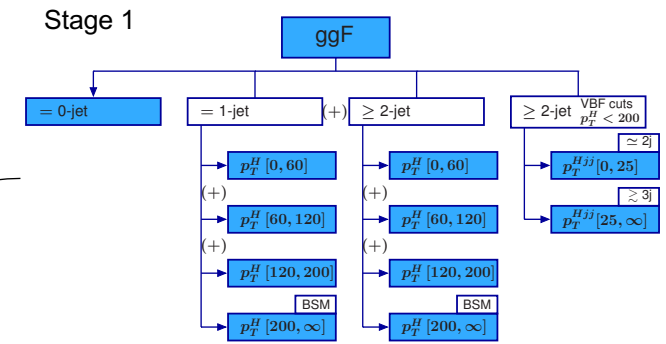 Stage 1
ggF
= 0-jet
= 1-jet
(+)
≥ 2-jet
≥ 2-jet VBF cuts
p_T^H < 200
≃ 2j
p_T^H [0, 60]
p_T^H [0, 60]
p_T^{Hjj} [0, 25]
(+)
(+)
≳ 3j
p_T^H [60, 120]
p_T^H [60, 120]
p_T^{Hjj} [25, ∞]
(+)
(+)
p_T^H [120, 200]
p_T^H [120, 200]
BSM
BSM
p_T^H [200, ∞]
p_T^H [200, ∞]